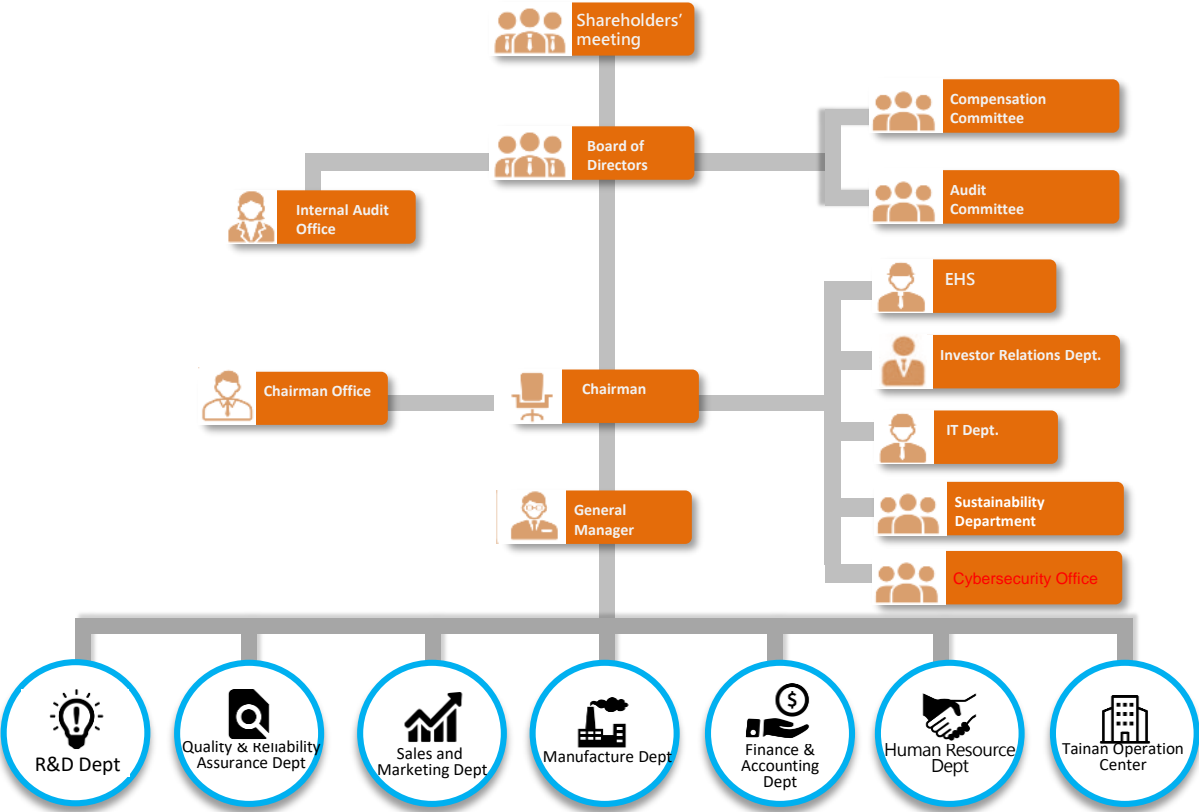 Shareholders'
meeting
Compensation
Committee
Board of
Directors
Audit
Committee
Internal Audit
Office
EHS
Investor Relations Dept.
Chairman Office
Chairman
IT Dept.
General
Manager
Sustainability
Department
Cybersecurity Office
R&D Dept
Quality & Reliability
Assurance Dept
Sales and
Marketing Dept
Manufacture Dept
Finance &
Accounting
Dept
Human Resource
Dept
Tainan Operation
Center